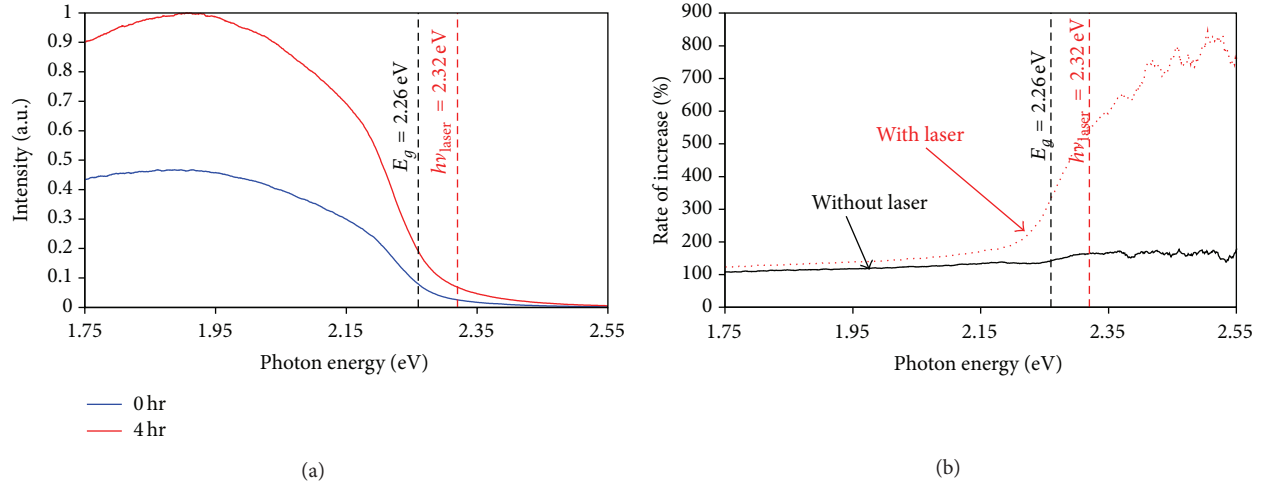 1
0.9
0.8
0.7
0.6
0.5
0.4
0.3
0.2
0.1
0
Intensity (a.u.)
1.75
1.95
2.15
2.35
2.55
Photon energy (eV)
E_g = 2.26 eV
hν_laser = 2.32 eV
0 hr
4 hr
(a)
900
800
700
600
500
400
300
200
100
0
Rate of increase (%)
1.75
1.95
2.15
2.35
2.55
Photon energy (eV)
With laser
Without laser
E_g = 2.26 eV
hν_laser = 2.32 eV
(b)